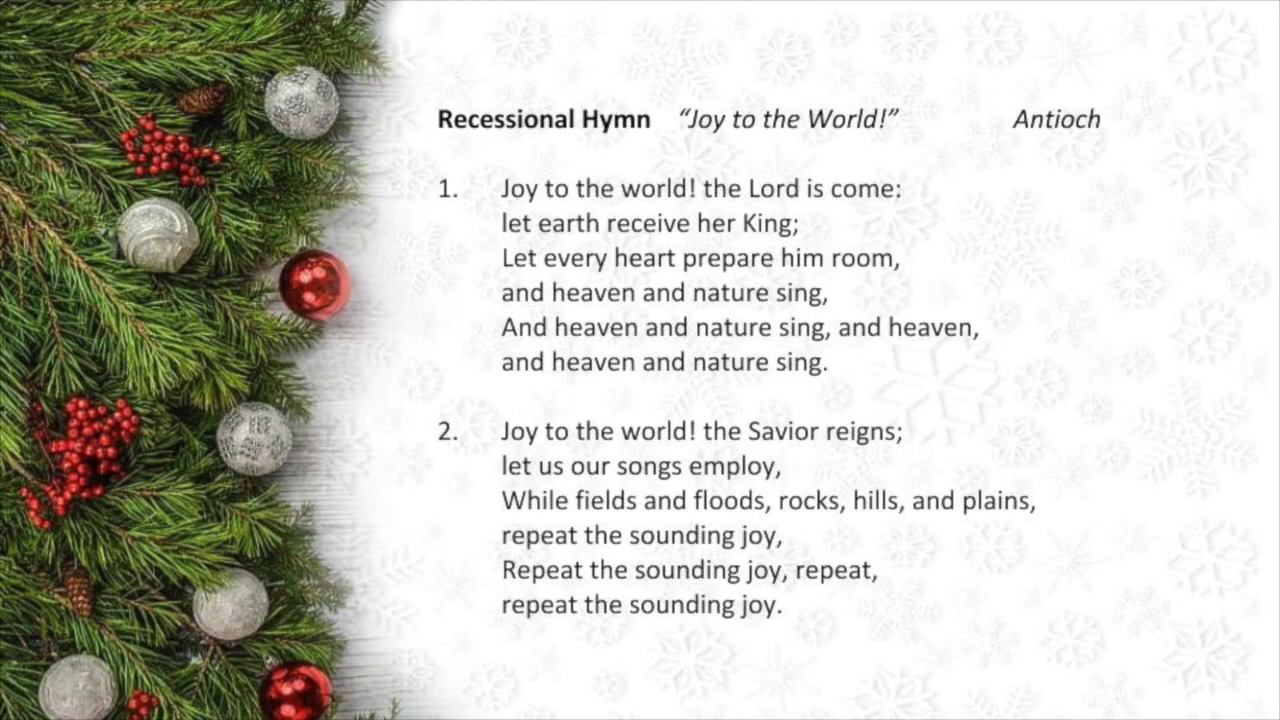 Recessional Hymn “Joy to the World!” Antioch
1. Joy to the world! the Lord is come:
let earth receive her King;
Let every heart prepare him room,
and heaven and nature sing,
And heaven and nature sing, and heaven,
and heaven and nature sing.
2. Joy to the world! the Savior reigns;
let us our songs employ,
While fields and floods, rocks, hills, and plains,
repeat the sounding joy,
Repeat the sounding joy, repeat,
repeat the sounding joy.